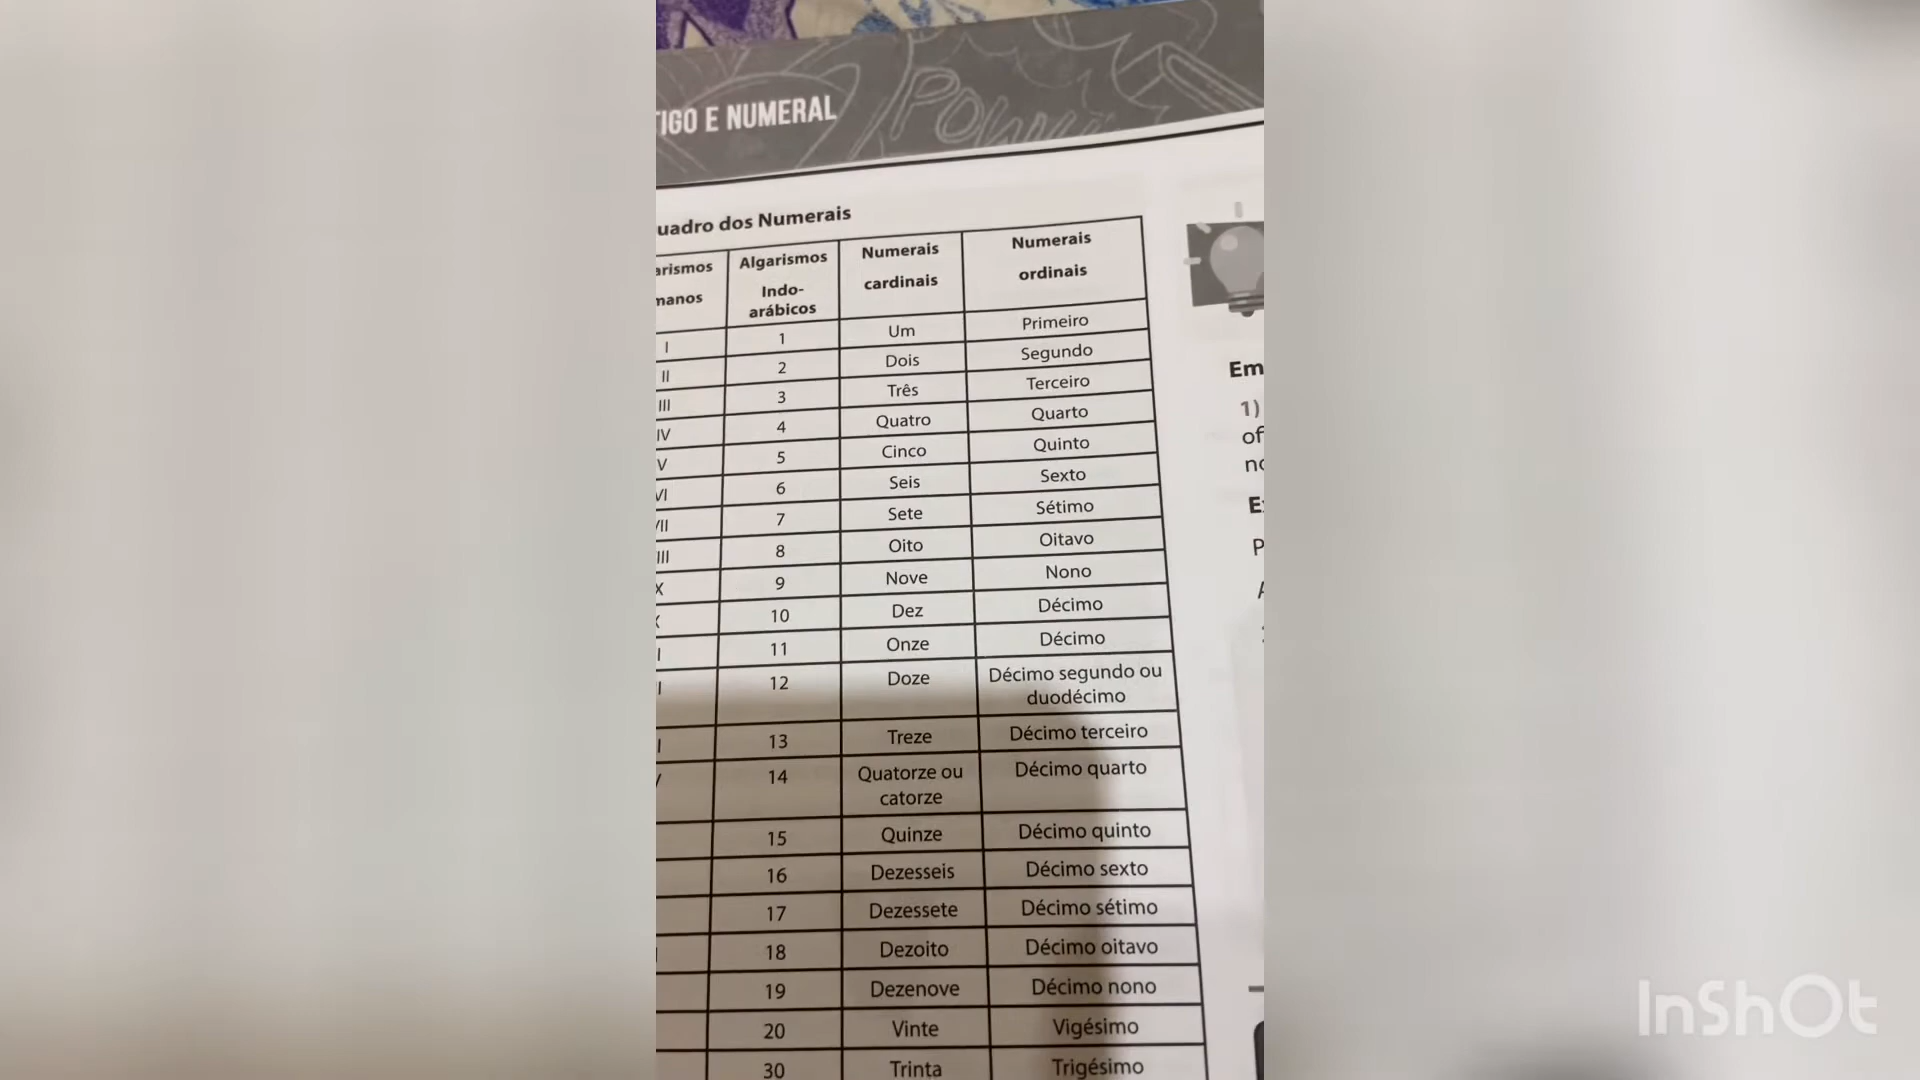 TIGO E NUMERAL
Powu
uadro dos Numerais
arismos manos | Algarismos Indo-arábicos | Numerais cardinais | Numerais ordinais
I 1 Um Primeiro
II 2 Dois Segundo
III 3 Três Terceiro
IV 4 Quatro Quarto
V 5 Cinco Quinto
VI 6 Seis Sexto
VII 7 Sete Sétimo
III 8 Oito Oitavo
X 9 Nove Nono
10 Dez Décimo
I 11 Onze Décimo
I 12 Doze Décimo segundo ou duodécimo
I 13 Treze Décimo terceiro
14 Quatorze ou catorze Décimo quarto
15 Quinze Décimo quinto
16 Dezesseis Décimo sexto
17 Dezessete Décimo sétimo
18 Dezoito Décimo oitavo
19 Dezenove Décimo nono
20 Vinte Vigésimo
30 Trinta Trigésimo
Em
1)
of
InShOt